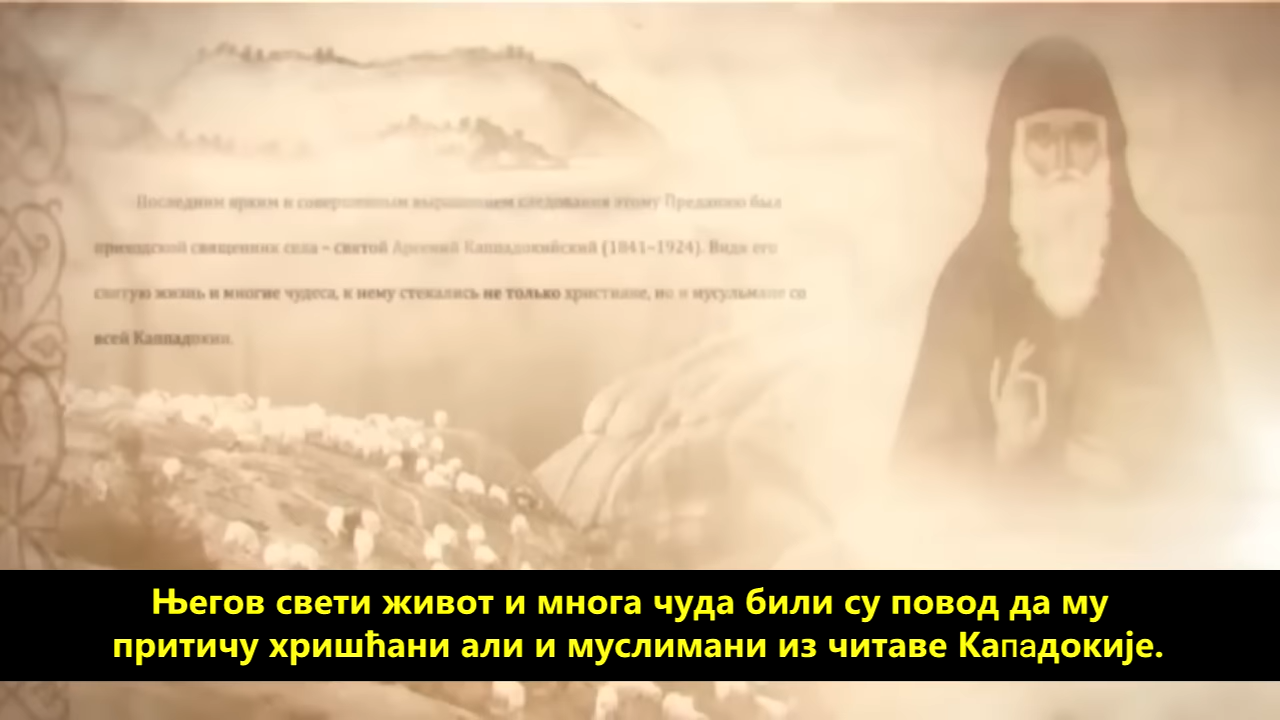 Последним ярким и совершенным выражением следования этому Преданию был
приходской священник села – святой Арсений Каппадокийский (1841–1924). Видя его
святую жизнь и многие чудеса, к нему стекались не только христиане, но и мусульмане со
всей Каппадокии.
Његов свети живот и многа чуда били су повод да му
притичу хришћани али и муслимани из читаве Кападокије.